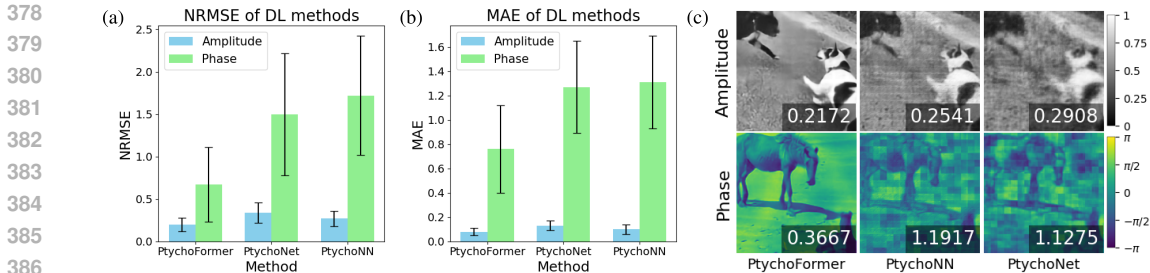 378
379
380
381
382
383
384
385
386
(a)
NRMSE of DL methods
NRMSE
2.5
2.0
1.5
1.0
0.5
0.0
Amplitude
Phase
PtychoFormer PtychoNet PtychoNN
Method
(b)
MAE of DL methods
MAE
1.6
1.4
1.2
1.0
0.8
0.6
0.4
0.2
0.0
Amplitude
Phase
PtychoFormer PtychoNet PtychoNN
Method
(c)
Amplitude
0.2172 0.2541 0.2908
1
0.75
0.5
0.25
0
Phase
0.3667 1.1917 1.1275
π
π/2
0
−π/2
−π
PtychoFormer PtychoNN PtychoNet